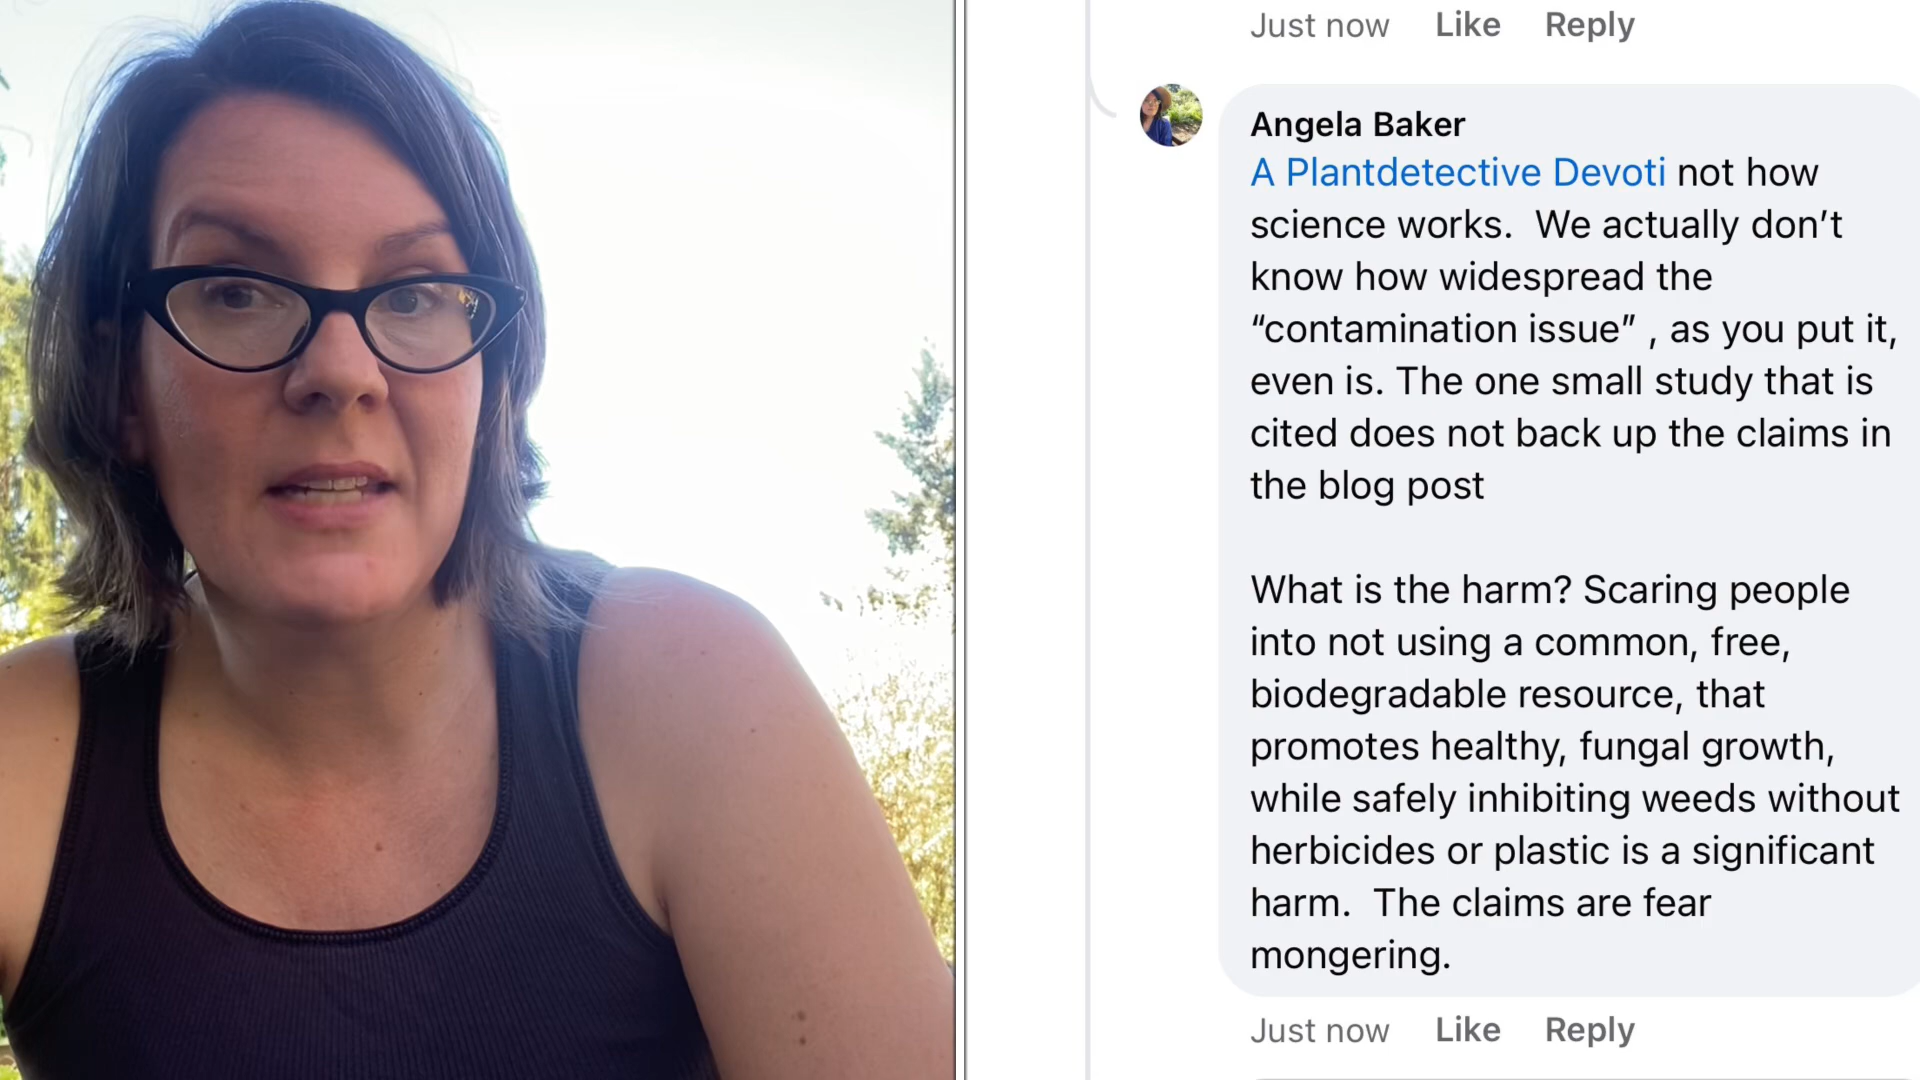 Just now Like Reply
Angela Baker
A Plantdetective Devoti not how
science works.  We actually don’t
know how widespread the
“contamination issue” , as you put it,
even is. The one small study that is
cited does not back up the claims in
the blog post
What is the harm? Scaring people
into not using a common, free,
biodegradable resource, that
promotes healthy, fungal growth,
while safely inhibiting weeds without
herbicides or plastic is a significant
harm.  The claims are fear
mongering.
Just now Like Reply